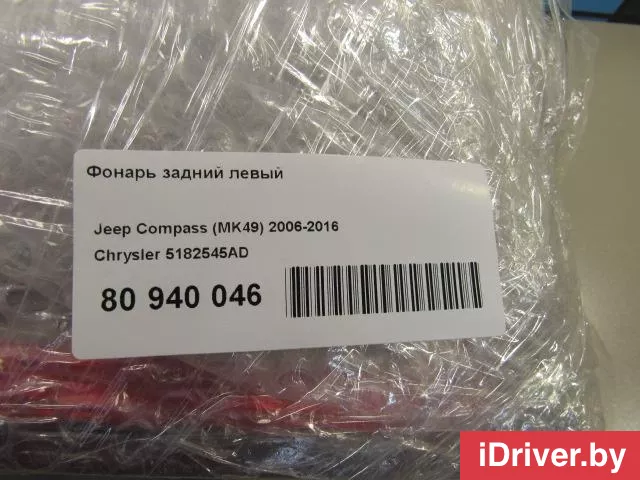 Фонарь задний левый
Jeep Compass (MK49) 2006-2016
Chrysler 5182545AD
80 940 046
iDriver.by